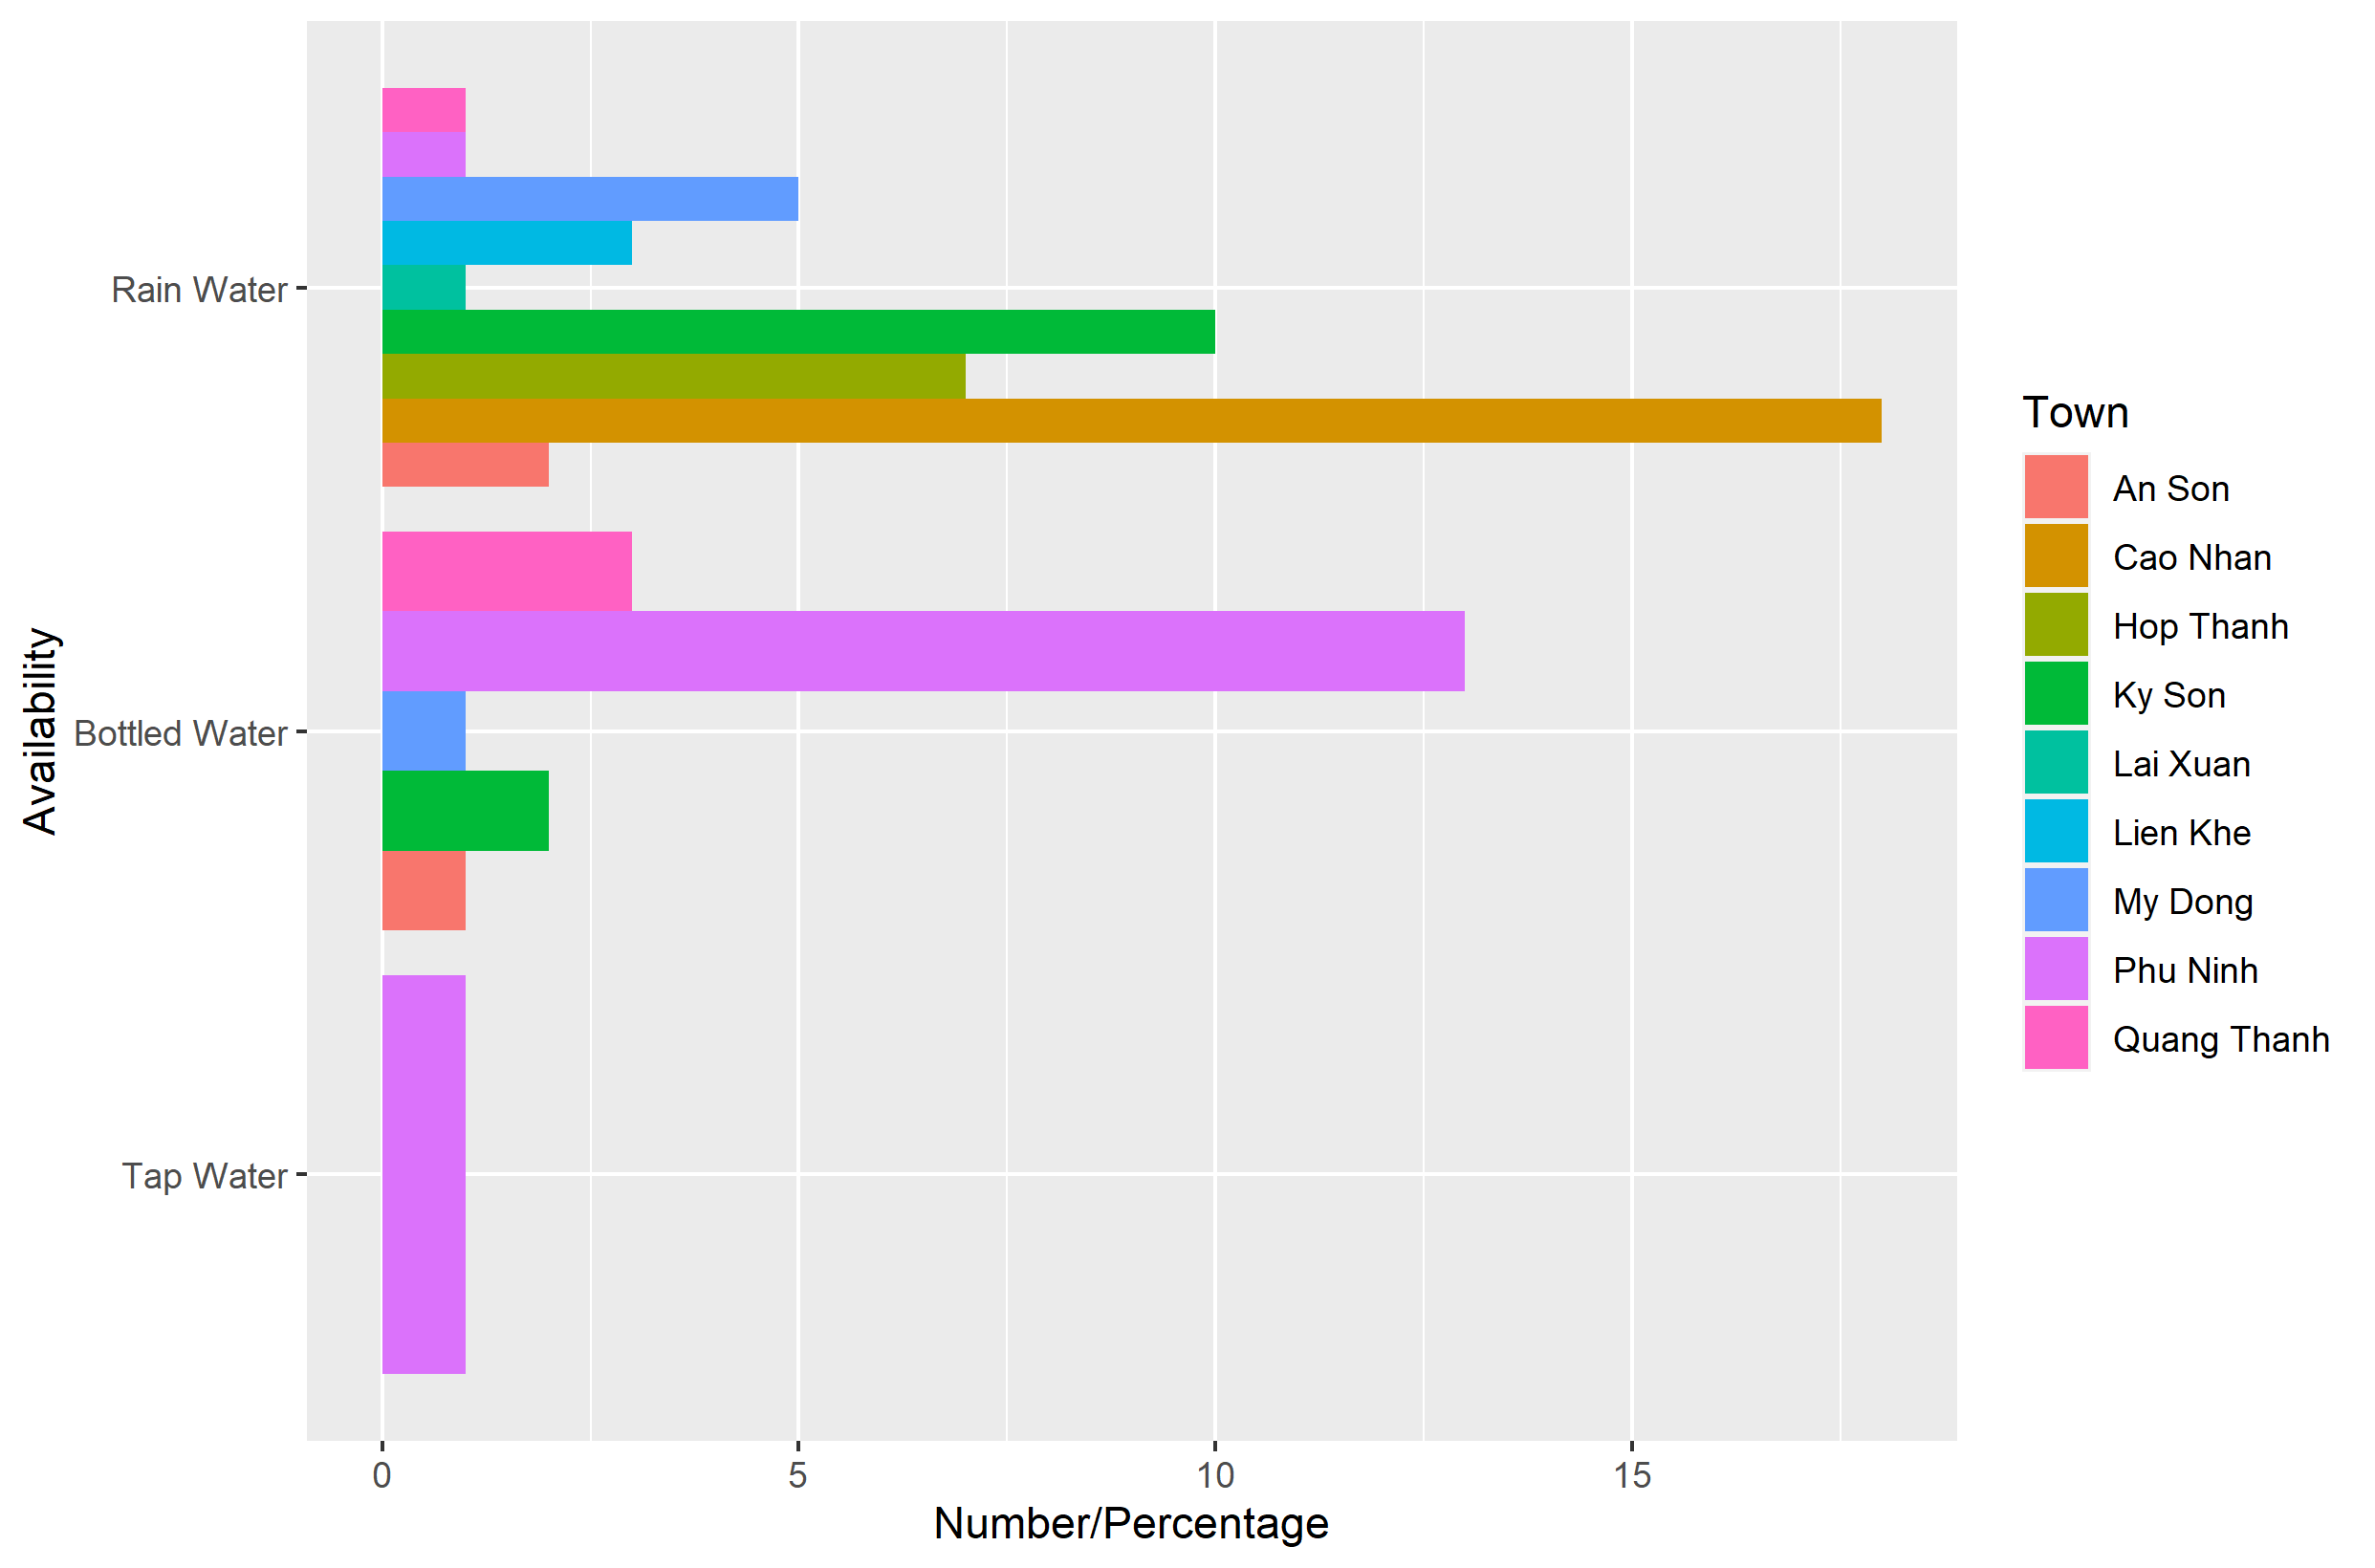 Availability
Rain Water
Bottled Water
Tap Water
0 5 10 15
Number/Percentage
Town
An Son
Cao Nhan
Hop Thanh
Ky Son
Lai Xuan
Lien Khe
My Dong
Phu Ninh
Quang Thanh